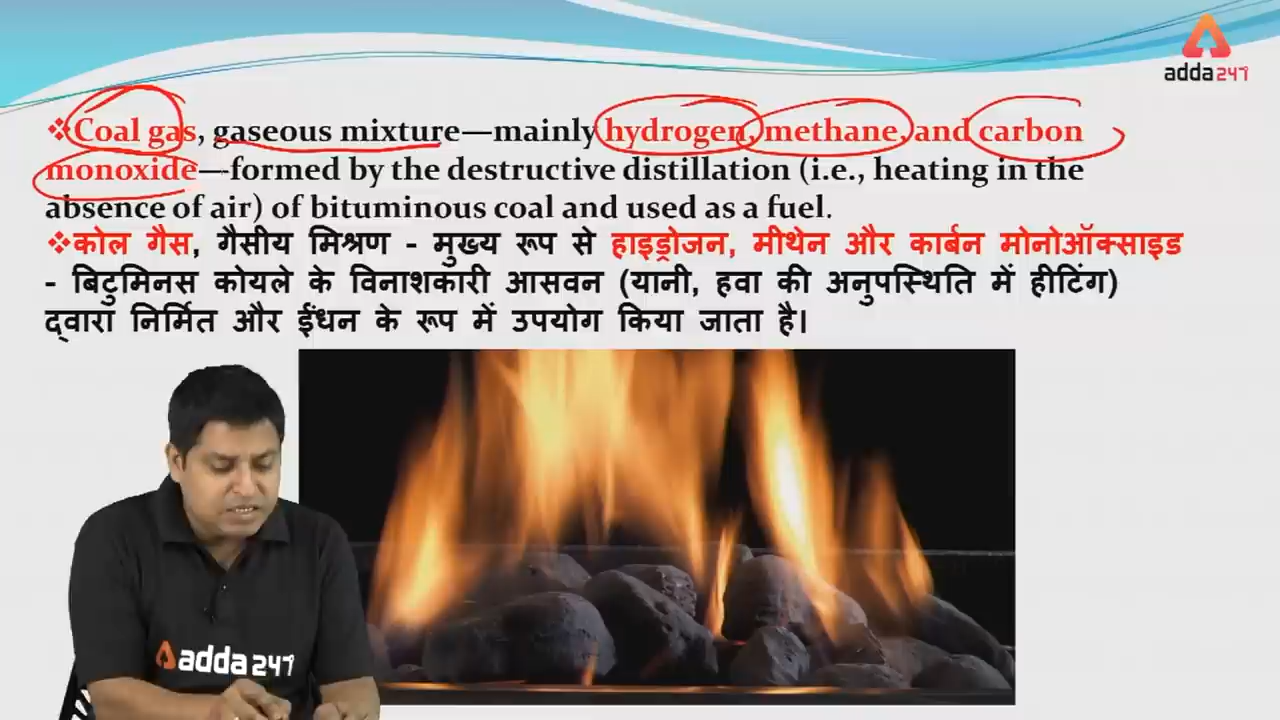 adda247
❖Coal gas, gaseous mixture—mainly hydrogen, methane, and carbon
monoxide—formed by the destructive distillation (i.e., heating in the
absence of air) of bituminous coal and used as a fuel.
❖कोल गैस, गैसीय मिश्रण - मुख्य रूप से हाइड्रोजन, मीथेन और कार्बन मोनोऑक्साइड
- बिटुमिनस कोयले के विनाशकारी आसवन (यानी, हवा की अनुपस्थिति में हीटिंग)
द्वारा निर्मित और ईंधन के रूप में उपयोग किया जाता है।
adda247